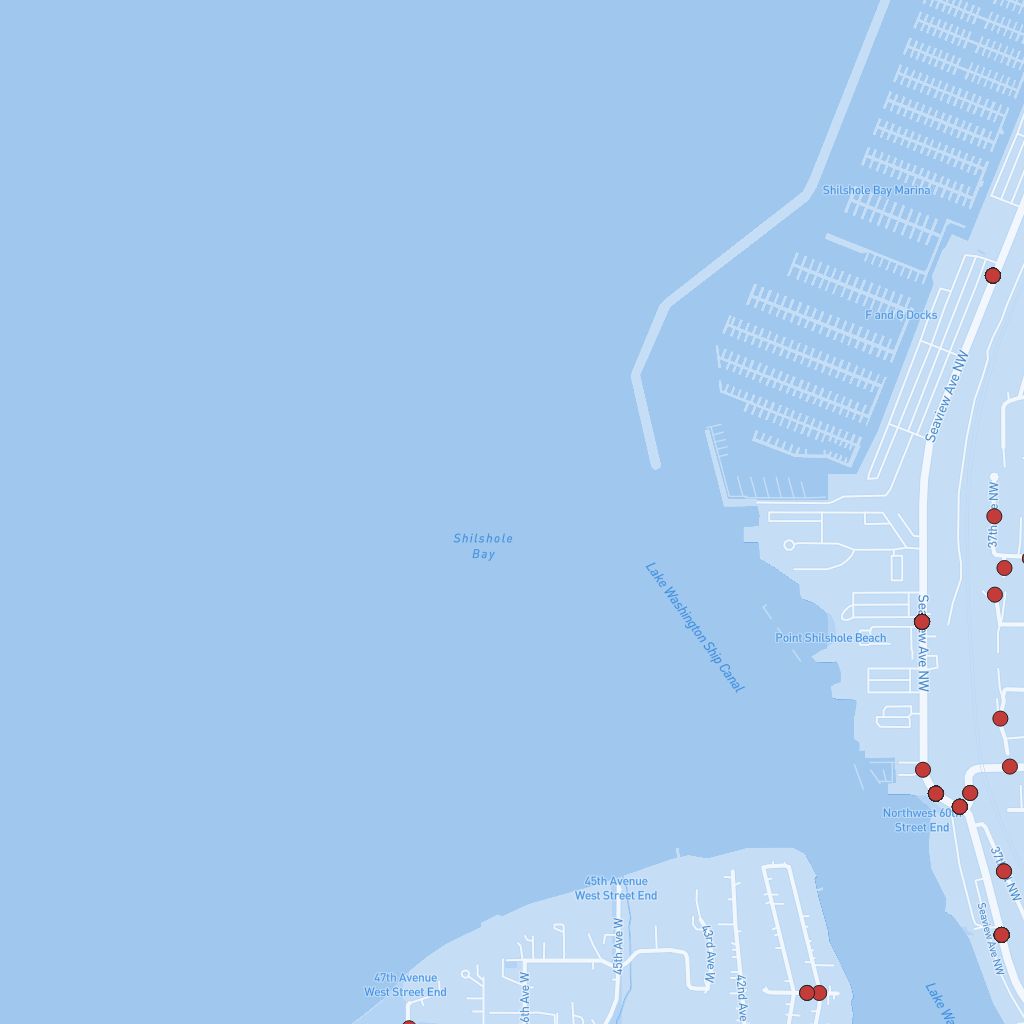 Shilshole Bay Marina
F and G Docks
Seaview Ave NW
37th
NW
Shilshole
Bay
Lake Washington Ship Canal
Point Shilshole Beach
Ave NW
Northwest 60th
Street End
37th
NW
45th Avenue
West Street End
Seaview Ave NW
45th Ave W
43rd Ave W
47th Avenue
West Street End
6th Ave W
42nd Ave
Lake